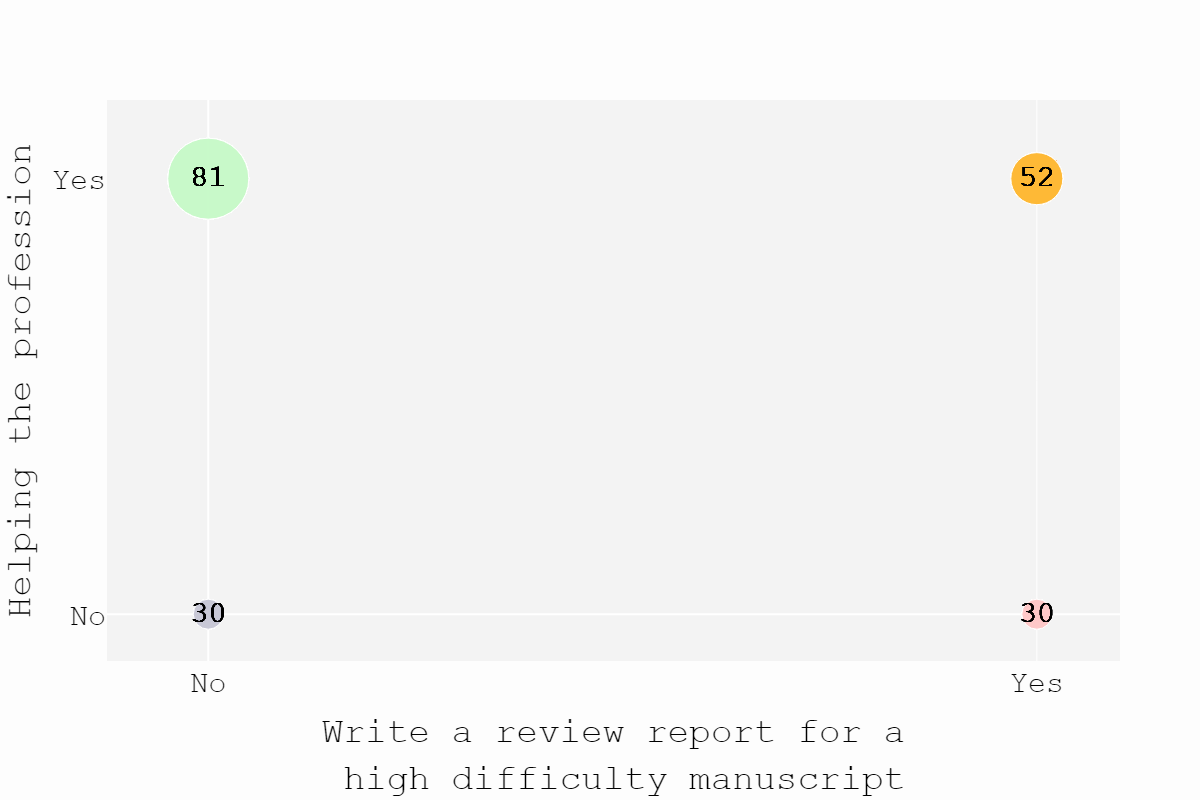 Helping the profession
Yes
81
52
No
30
30
No
Yes
Write a review report for a
high difficulty manuscript